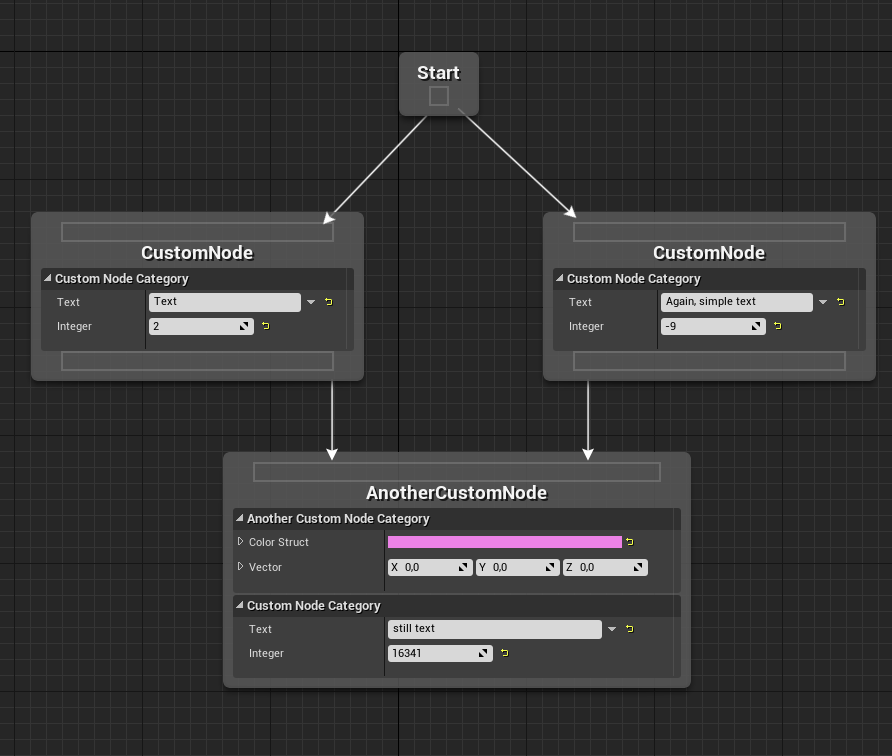 Start
CustomNode
Custom Node Category
Text Text
Integer 2
CustomNode
Custom Node Category
Text Again, simple text
Integer -9
AnotherCustomNode
Another Custom Node Category
Color Struct
Vector X 0,0 Y 0,0 Z 0,0
Custom Node Category
Text still text
Integer 16341